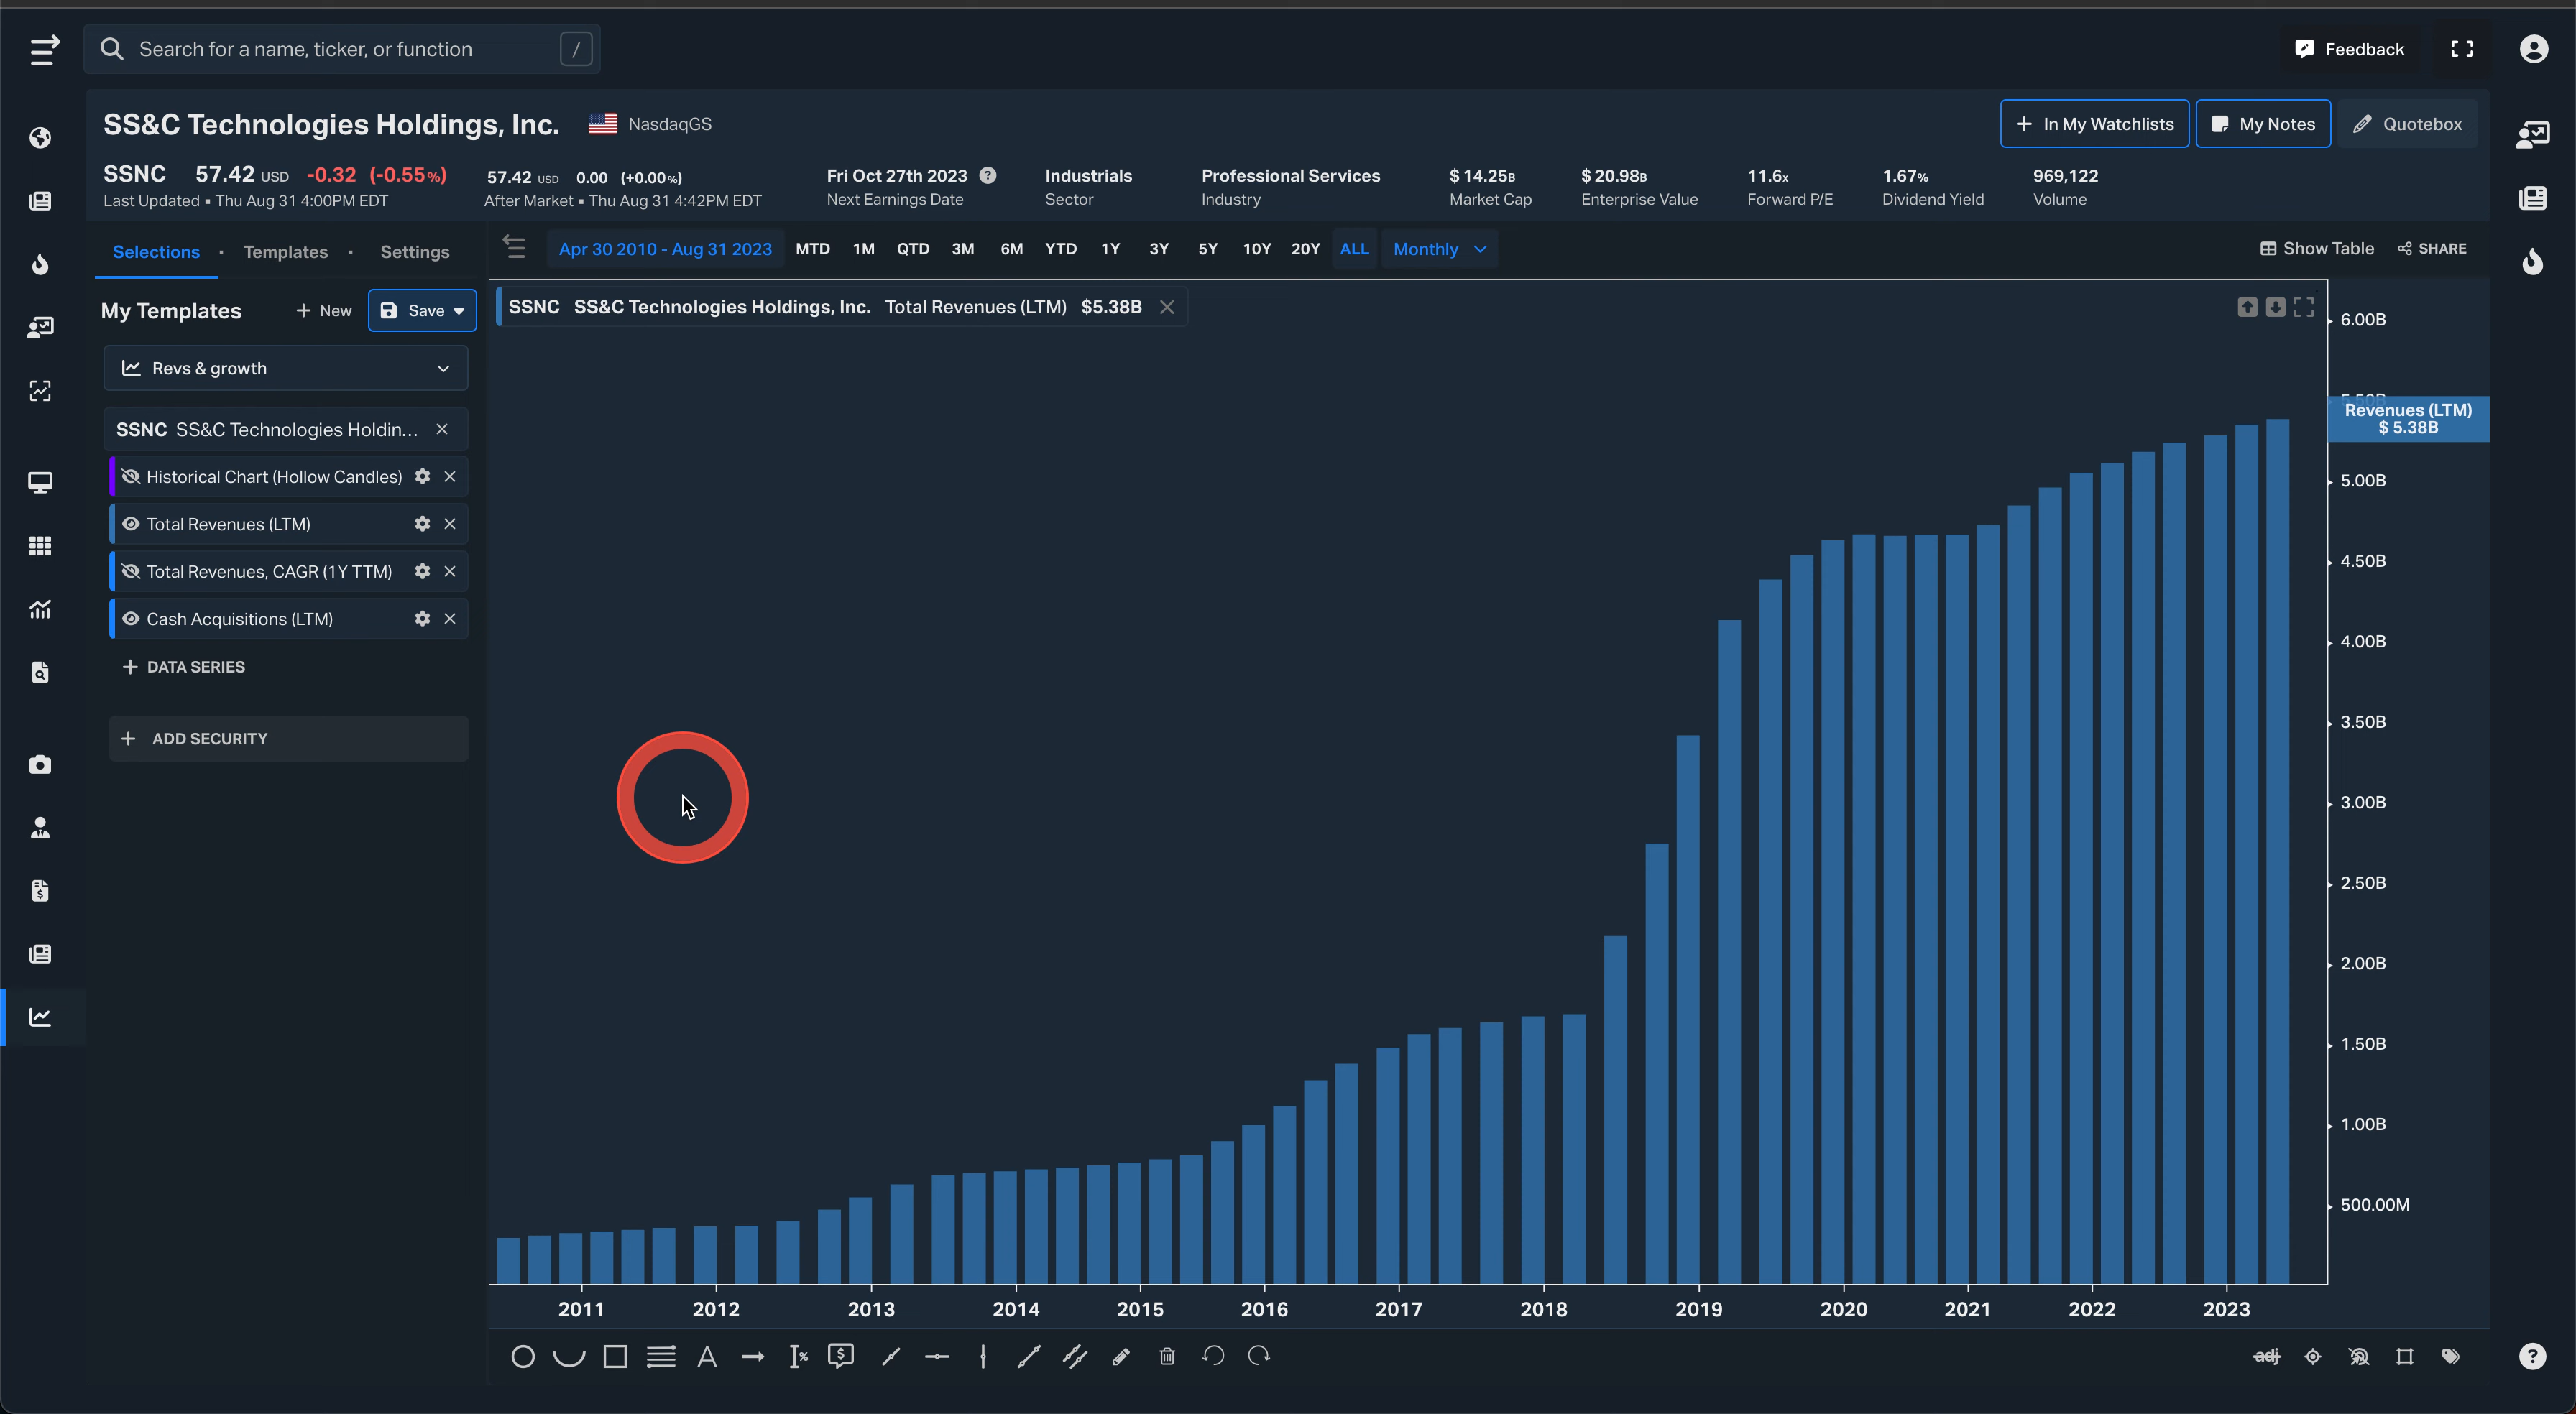 Search for a name, ticker, or function /
Feedback
SS&C Technologies Holdings, Inc. NasdaqGS
+ In My Watchlists
My Notes
Quotebox
SSNC 57.42 USD -0.32 (-0.55%)
Last Updated ▪ Thu Aug 31 4:00PM EDT
57.42 USD 0.00 (+0.00%)
After Market ▪ Thu Aug 31 4:42PM EDT
Fri Oct 27th 2023 ?
Next Earnings Date
Industrials
Sector
Professional Services
Industry
$ 14.25B
Market Cap
$ 20.98B
Enterprise Value
11.6x
Forward P/E
1.67%
Dividend Yield
969,122
Volume
Selections · Templates · Settings
Apr 30 2010 - Aug 31 2023 MTD 1M QTD 3M 6M YTD 1Y 3Y 5Y 10Y 20Y ALL Monthly
Show Table
SHARE
My Templates + New Save
Revs & growth
SSNC SS&C Technologies Holdin...
Historical Chart (Hollow Candles)
Total Revenues (LTM)
Total Revenues, CAGR (1Y TTM)
Cash Acquisitions (LTM)
+ DATA SERIES
+ ADD SECURITY
SSNC SS&C Technologies Holdings, Inc. Total Revenues (LTM) $5.38B
6.00B
5.50B
Revenues (LTM)
$ 5.38B
5.00B
4.50B
4.00B
3.50B
3.00B
2.50B
2.00B
1.50B
1.00B
500.00M
2011 2012 2013 2014 2015 2016 2017 2018 2019 2020 2021 2022 2023
A
%
$
adj
?